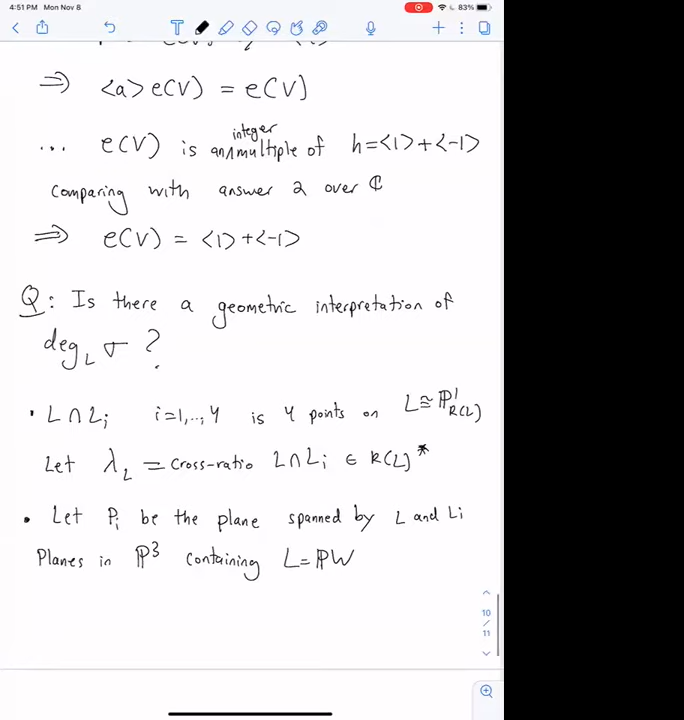 4:51 PM Mon Nov 8
83%
⇒ <a> e(V) = e(V)
... e(V) is an integer multiple of h = <1> + <-1>
comparing with answer 2 over ℂ
⇒ e(V) = <1> + <-1>
Q: Is there a geometric interpretation of
deg_L σ ?
• L ∩ L_i i=1,..,4 is 4 points on L ≅ ℙ^1_{k(L)}
Let λ_L = cross-ratio L ∩ L_i ∈ k(L)^*
• Let P_i be the plane spanned by L and L_i
Planes in ℙ^3 containing L = ℙW
10
/
11